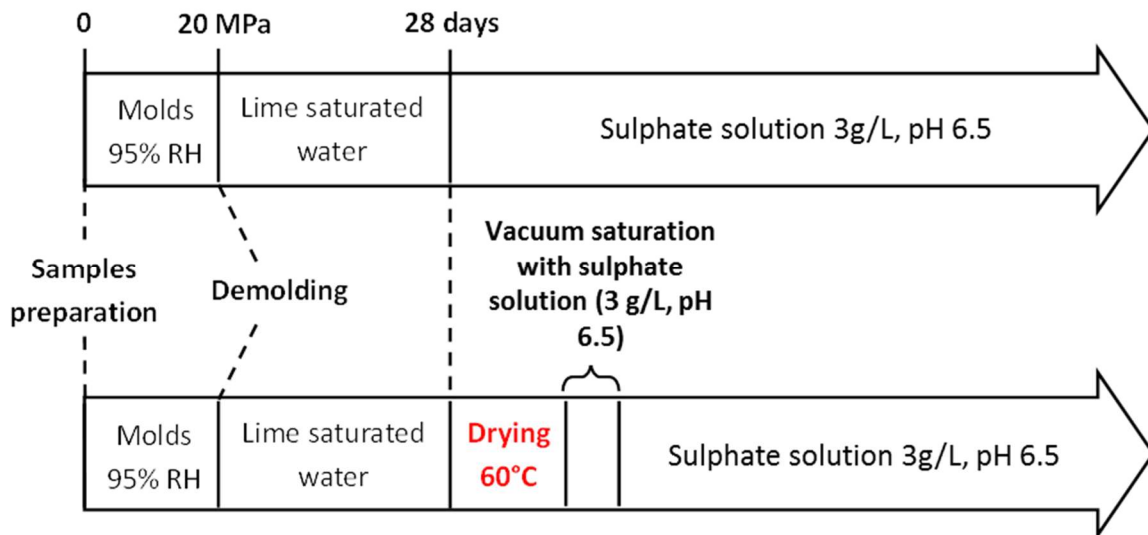 0
20 MPa
28 days
Molds
95% RH
Lime saturated
water
Sulphate solution 3g/L, pH 6.5
Samples
preparation
Demolding
Vacuum saturation
with sulphate
solution (3 g/L, pH
6.5)
Molds
95% RH
Lime saturated
water
Drying
60°C
Sulphate solution 3g/L, pH 6.5